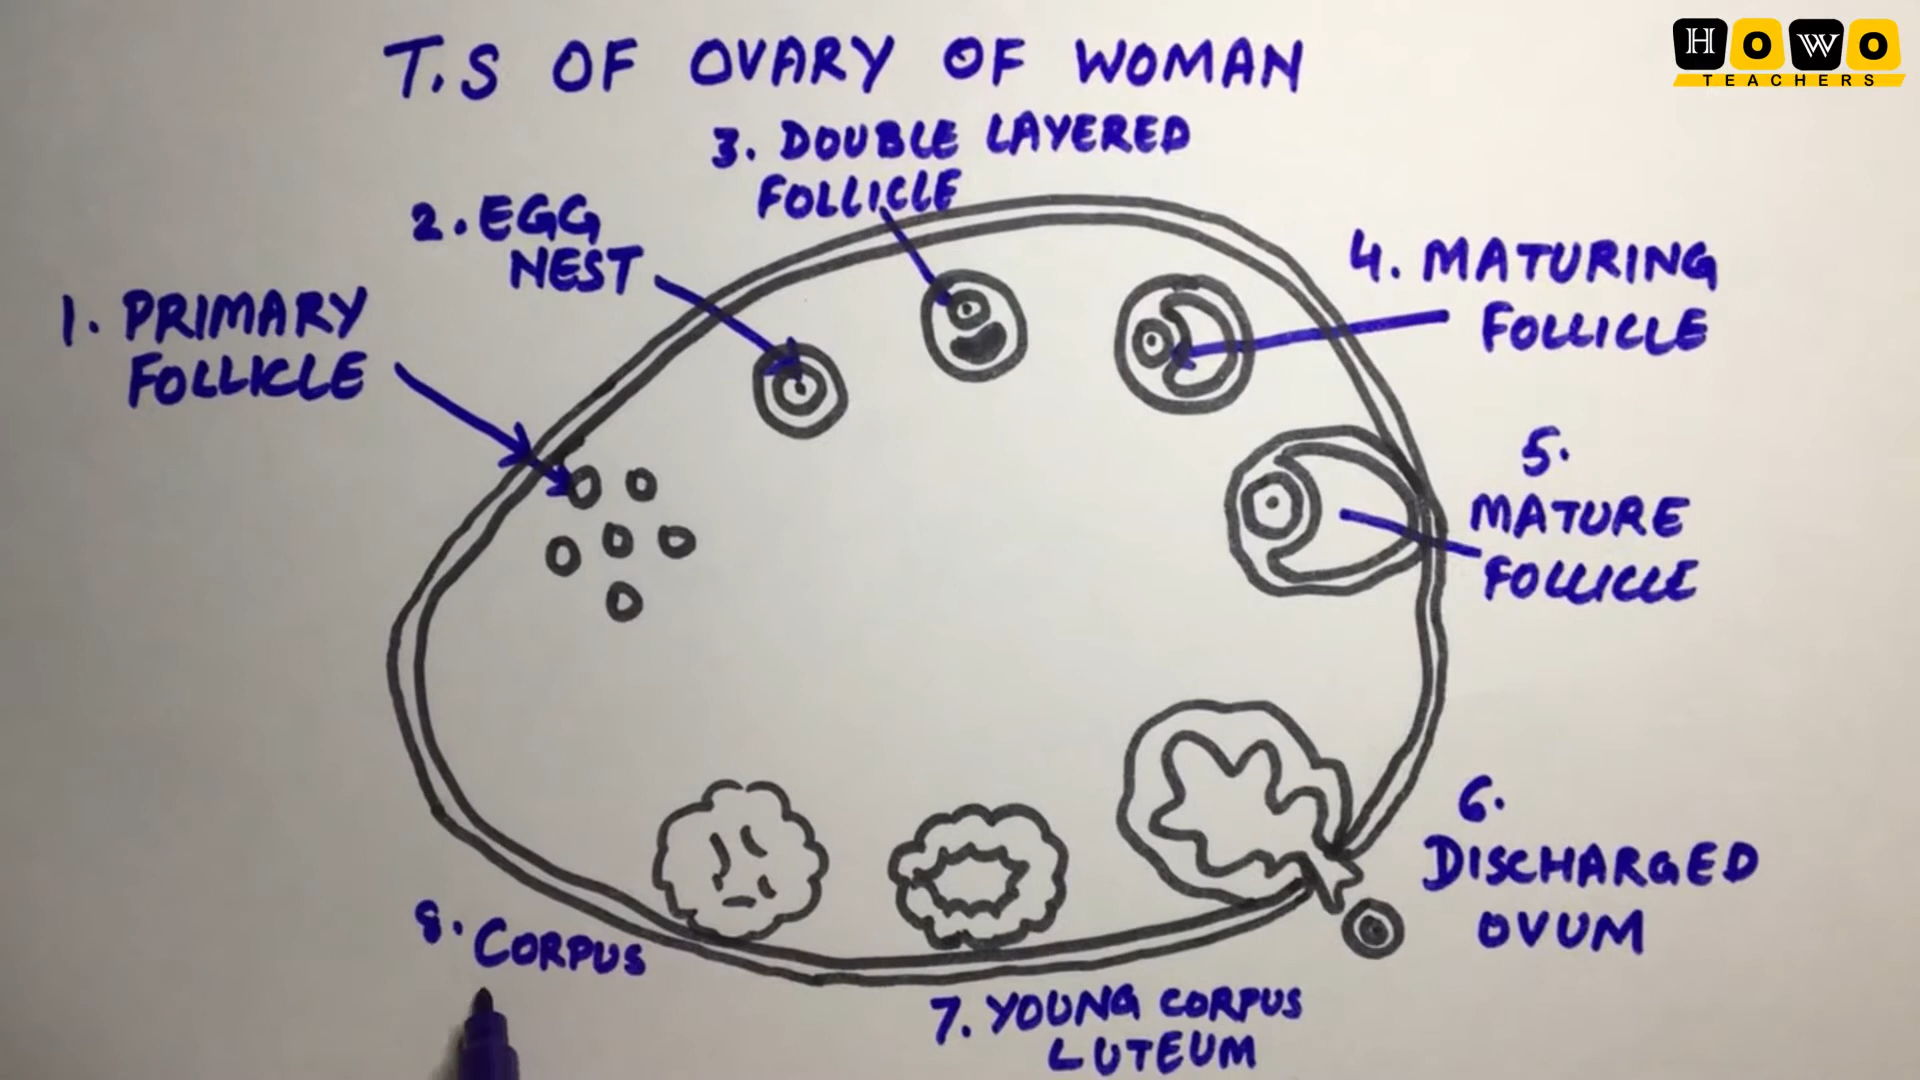 HOWO
TEACHERS
T.S OF OVARY OF WOMAN
3. DOUBLE LAYERED
FOLLICLE
2. EGG
NEST
4. MATURING
FOLLICLE
1. PRIMARY
FOLLICLE
5.
MATURE
FOLLICLE
6.
DISCHARGED
OVUM
8. CORPUS
7. YOUNG CORPUS
LUTEUM